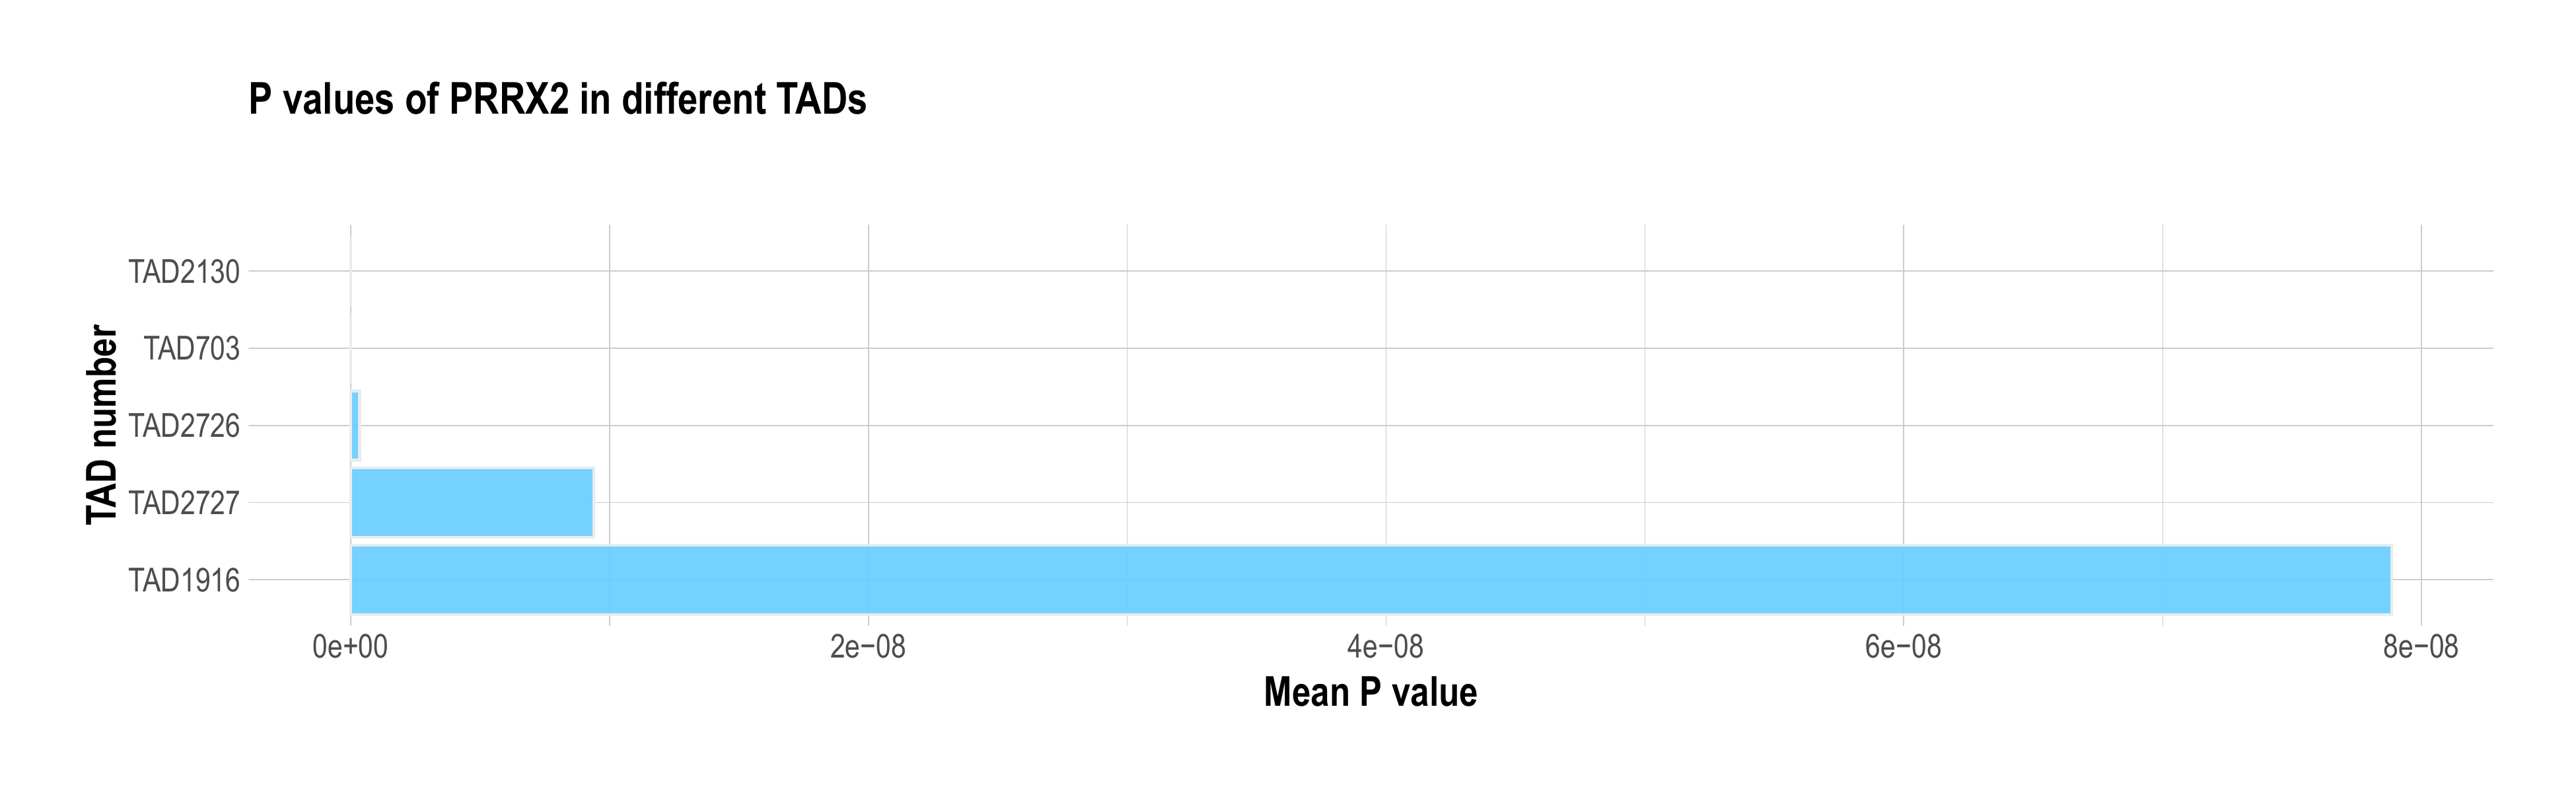 P values of PRRX2 in different TADs
TAD number
TAD2130
TAD703
TAD2726
TAD2727
TAD1916
0e+00 2e−08 4e−08 6e−08 8e−08
Mean P value